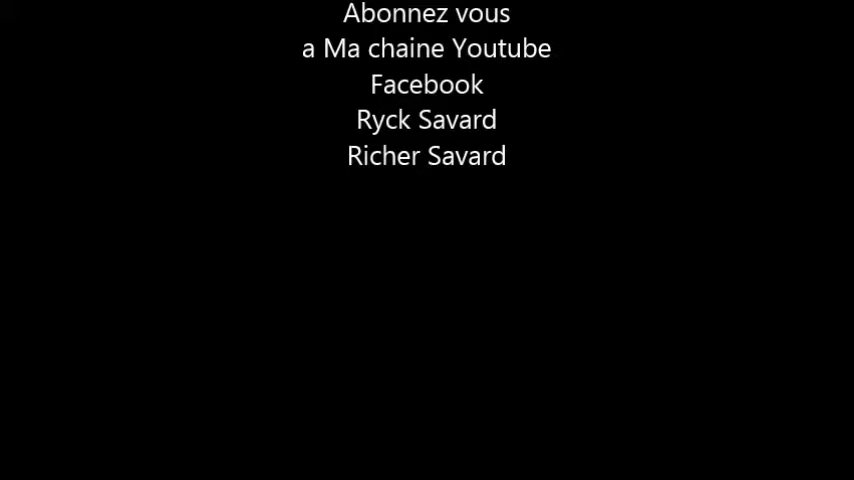 Abonnez vous
a Ma chaine Youtube
Facebook
Ryck Savard
Richer Savard